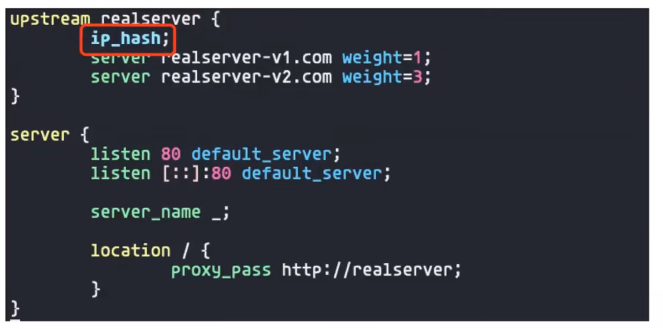 upstream realserver {
ip_hash;
server realserver-v1.com weight=1;
server realserver-v2.com weight=3;
}
server {
listen 80 default_server;
listen [::]:80 default_server;
server_name _;
location / {
proxy_pass http://realserver;
}
}